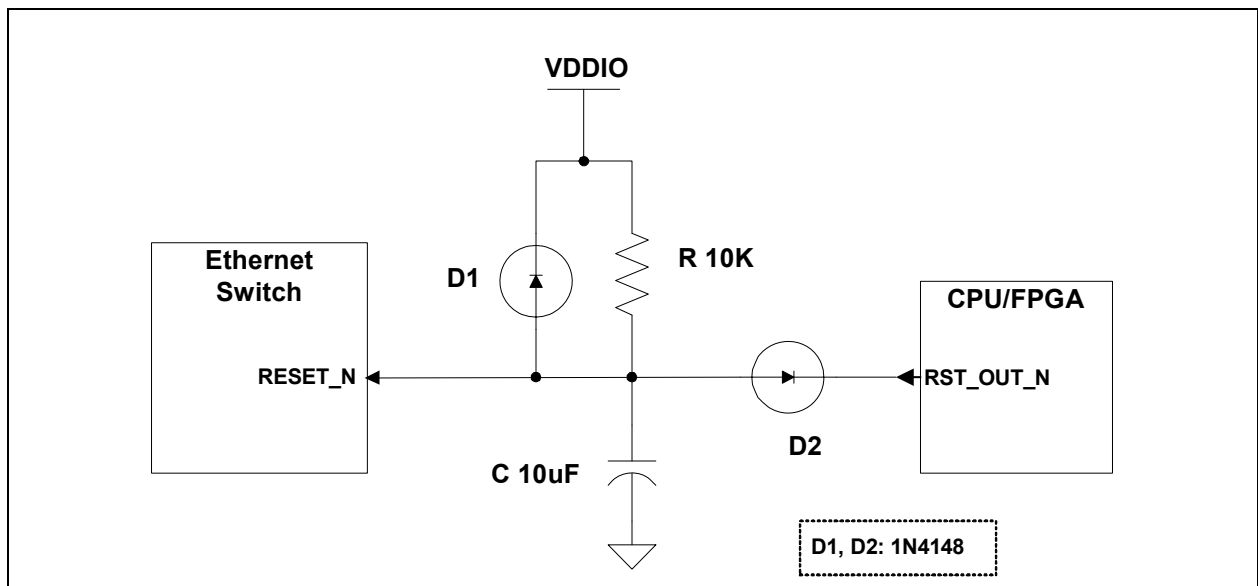 VDDIO
Ethernet
Switch
D1
R 10K
CPU/FPGA
RESET_N
RST_OUT_N
D2
C 10uF
D1, D2: 1N4148